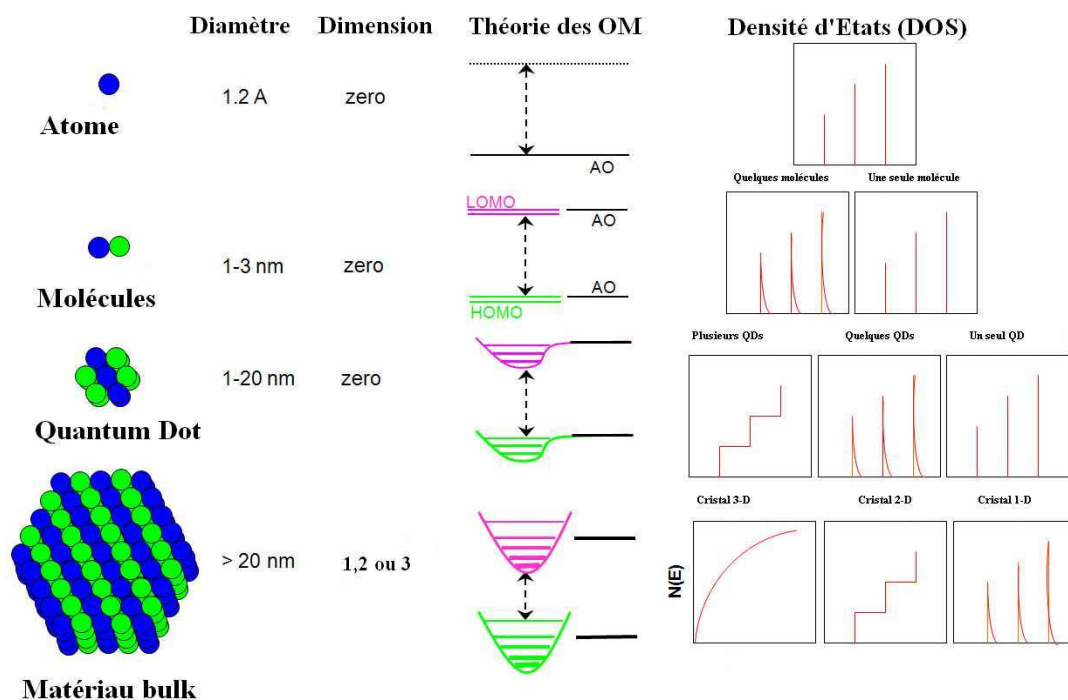 Diamètre Dimension Théorie des OM Densité d'Etats (DOS)
Atome 1.2 A zero
AO
Quelques molécules Une seule molécule
LOMO AO
Molécules 1-3 nm zero
AO
HOMO
Plusieurs QDs Quelques QDs Un seul QD
Quantum Dot 1-20 nm zero
Cristal 3-D Cristal 2-D Cristal 1-D
> 20 nm 1,2 ou 3
N(E)
Matériau bulk